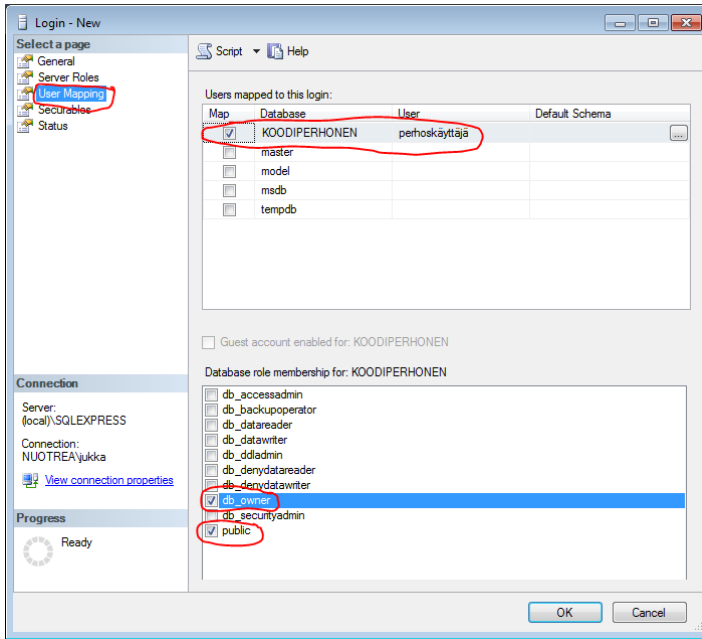 Login - New
Select a page
General
Server Roles
User Mapping
Securables
Status
Script
Help
Users mapped to this login:
Map Database User Default Schema
KOODIPERHONEN perhoskäyttäjä ...
master
model
msdb
tempdb
Guest account enabled for: KOODIPERHONEN
Database role membership for: KOODIPERHONEN
db_accessadmin
db_backupoperator
db_datareader
db_datawriter
db_ddladmin
db_denydatareader
db_denydatawriter
db_owner
db_securityadmin
public
Connection
Server:
(local)\SQLEXPRESS
Connection:
NUOTREA\jukka
View connection properties
Progress
Ready
OK Cancel